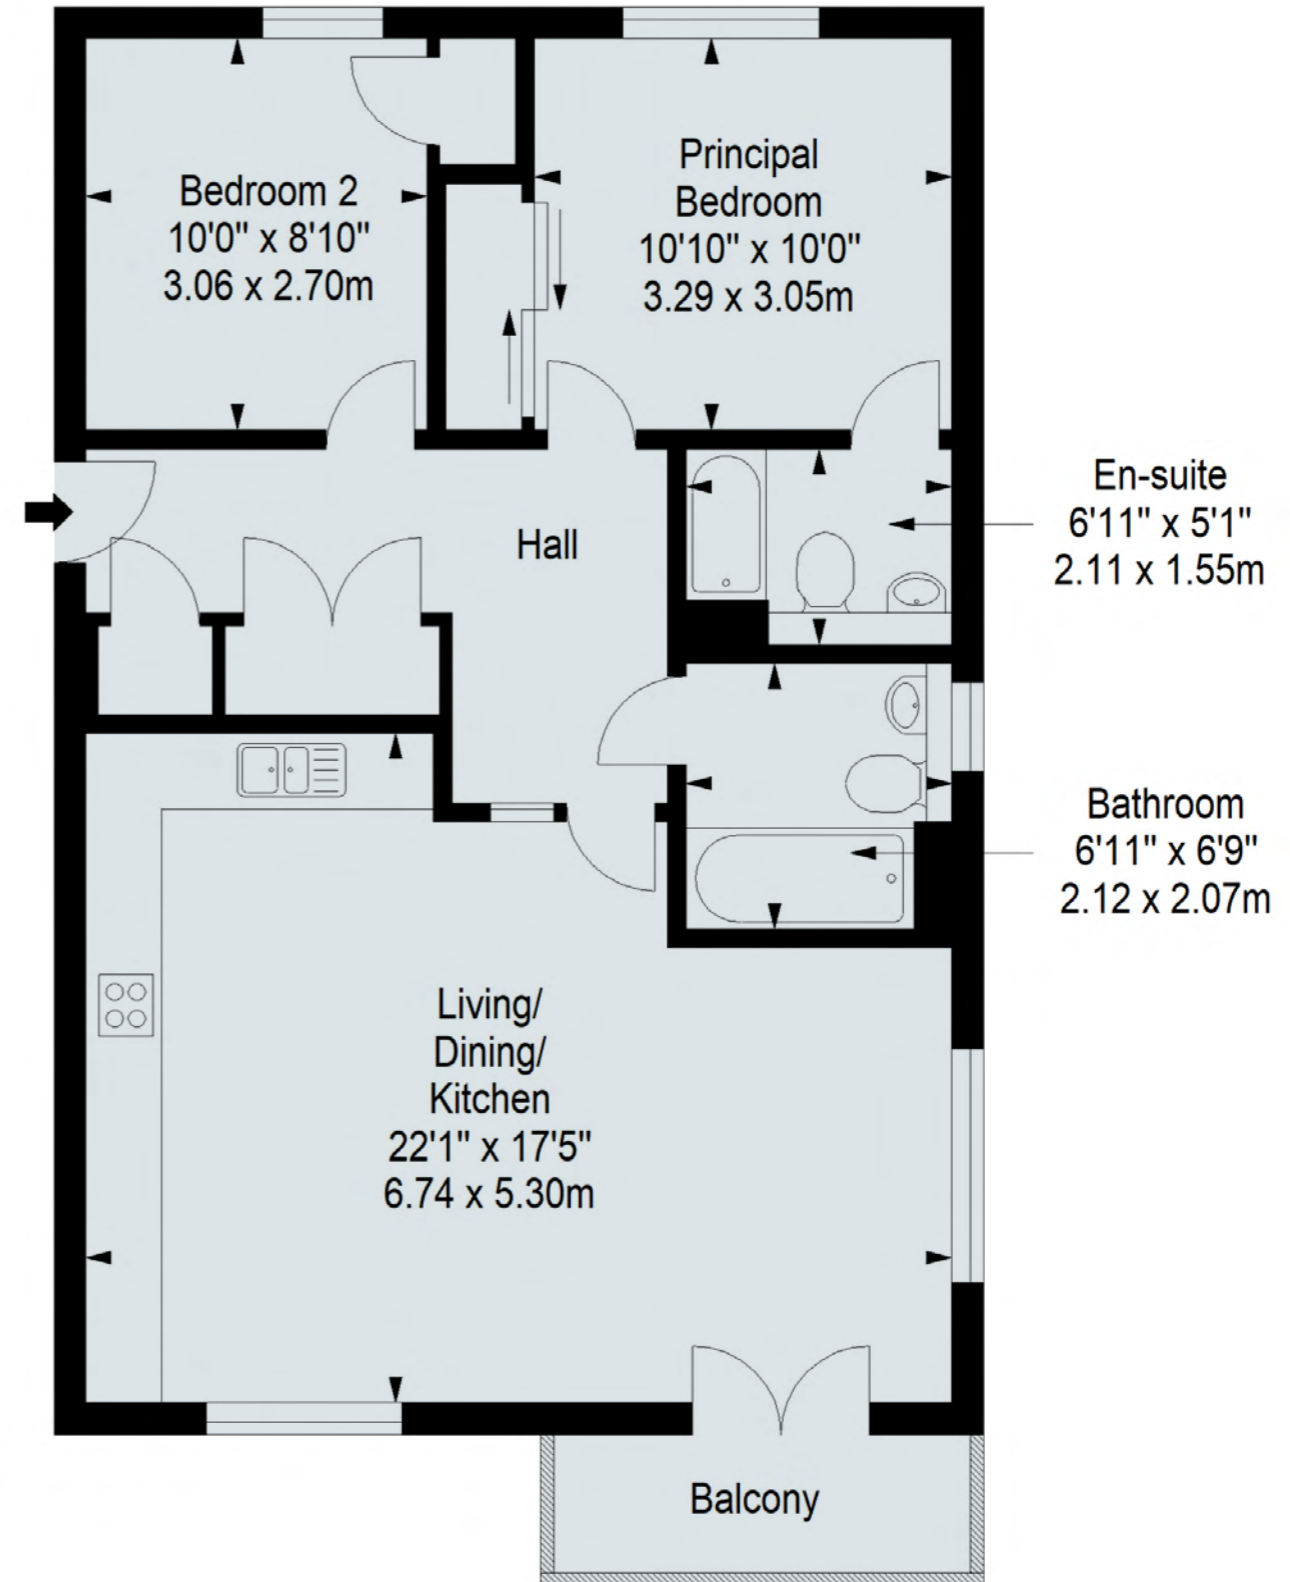 Bedroom 2
10'0" x 8'10"
3.06 x 2.70m
Principal
Bedroom
10'10" x 10'0"
3.29 x 3.05m
En-suite
6'11" x 5'1"
2.11 x 1.55m
Hall
Bathroom
6'11" x 6'9"
2.12 x 2.07m
Living/
Dining/
Kitchen
22'1" x 17'5"
6.74 x 5.30m
Balcony